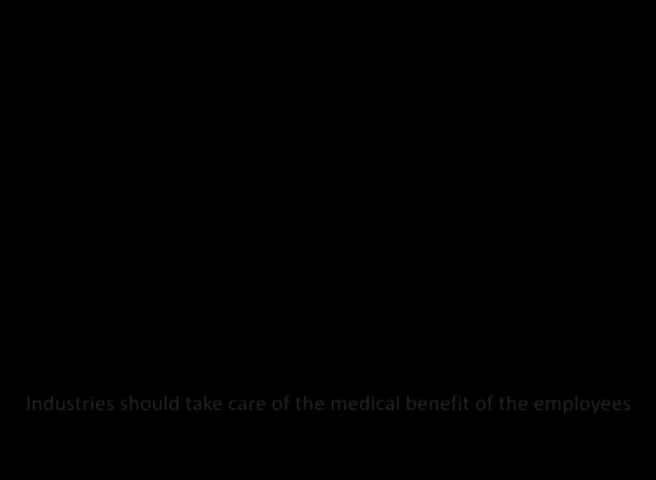 Industries should take care of the medical benefit of the employees